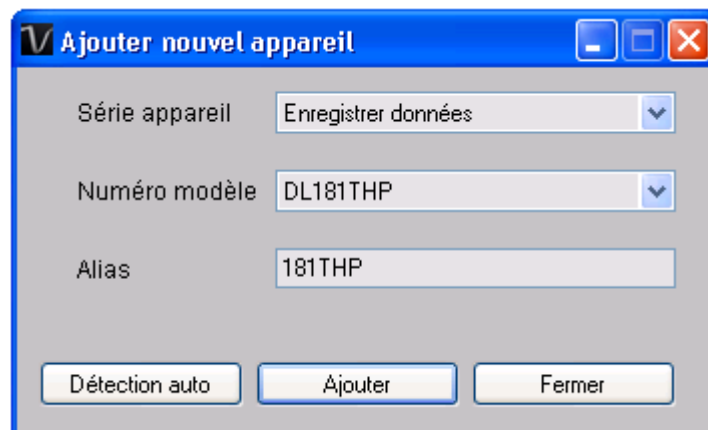 Ajouter nouvel appareil
Série appareil Enregistrer données
Numéro modèle DL181THP
Alias 181THP
Détection auto Ajouter Fermer